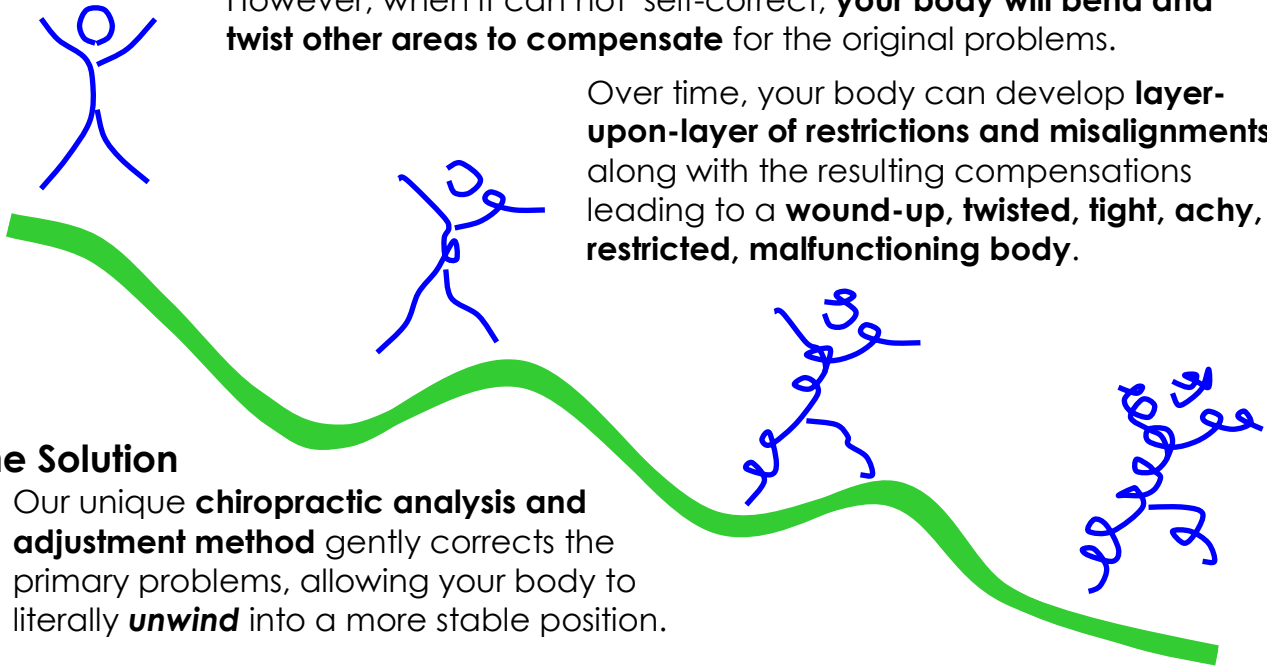 However, when it can not self-correct, your body will bend and
twist other areas to compensate for the original problems.
Over time, your body can develop layer-
upon-layer of restrictions and misalignments
along with the resulting compensations
leading to a wound-up, twisted, tight, achy,
restricted, malfunctioning body.
he Solution
Our unique chiropractic analysis and
adjustment method gently corrects the
primary problems, allowing your body to
literally unwind into a more stable position.